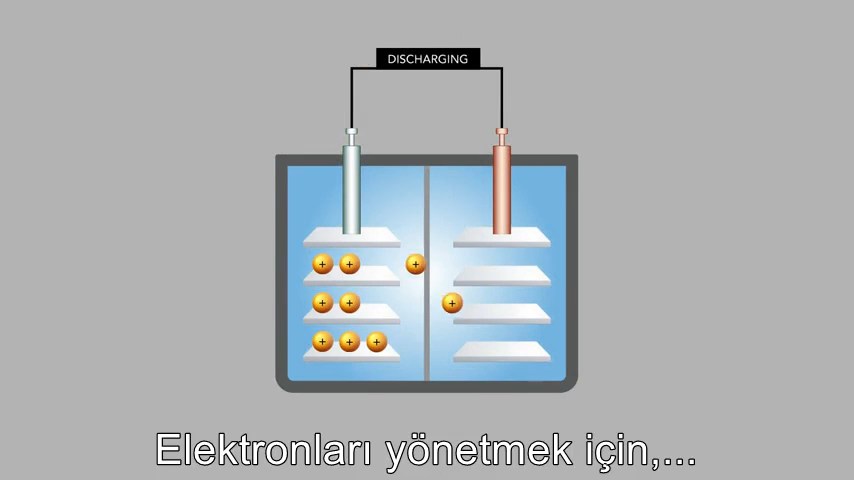 DISCHARGING
+ + +
+ + +
+ + +
Elektronları yönetmek için,...